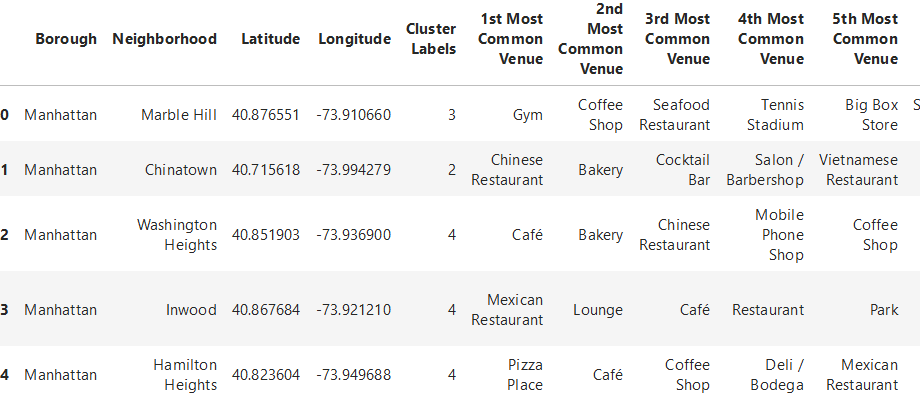 Borough Neighborhood Latitude Longitude Cluster Labels 1st Most Common Venue 2nd Most Common Venue 3rd Most Common Venue 4th Most Common Venue 5th Most Common Venue
0 Manhattan Marble Hill 40.876551 -73.910660 3 Gym Coffee Shop Seafood Restaurant Tennis Stadium Big Box Store S
1 Manhattan Chinatown 40.715618 -73.994279 2 Chinese Restaurant Bakery Cocktail Bar Salon / Barbershop Vietnamese Restaurant
2 Manhattan Washington Heights 40.851903 -73.936900 4 Café Bakery Chinese Restaurant Mobile Phone Shop Coffee Shop
3 Manhattan Inwood 40.867684 -73.921210 4 Mexican Restaurant Lounge Café Restaurant Park
4 Manhattan Hamilton Heights 40.823604 -73.949688 4 Pizza Place Café Coffee Shop Deli / Bodega Mexican Restaurant